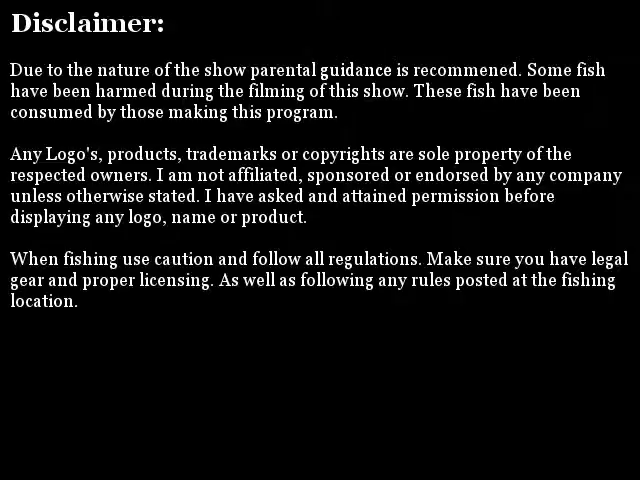 Disclaimer:
Due to the nature of the show parental guidance is recommened. Some fish
have been harmed during the filming of this show. These fish have been
consumed by those making this program.
Any Logo's, products, trademarks or copyrights are sole property of the
respected owners. I am not affiliated, sponsored or endorsed by any company
unless otherwise stated. I have asked and attained permission before
displaying any logo, name or product.
When fishing use caution and follow all regulations. Make sure you have legal
gear and proper licensing. As well as following any rules posted at the fishing
location.